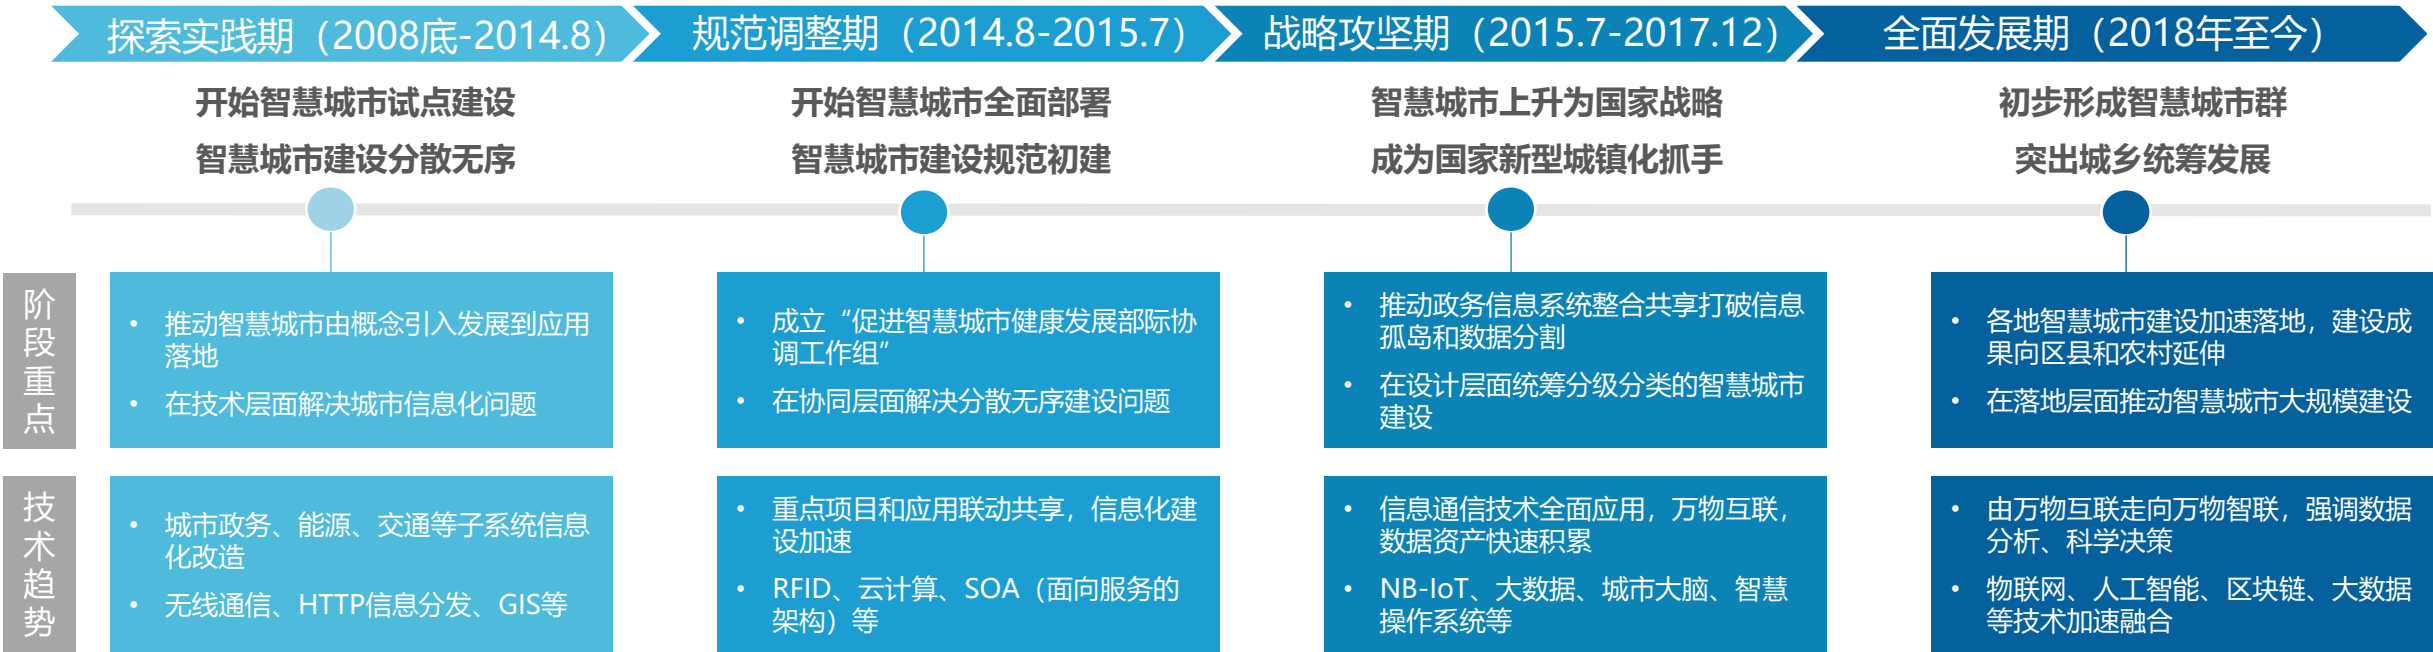 探索实践期（2008底-2014.8）
规范调整期（2014.8-2015.7）
战略攻坚期（2015.7-2017.12）
全面发展期（2018年至今）
开始智慧城市试点建设
智慧城市建设分散无序
开始智慧城市全面部署
智慧城市建设规范初建
智慧城市上升为国家战略
成为国家新型城镇化抓手
初步形成智慧城市群
突出城乡统筹发展
阶段重点
• 推动智慧城市由概念引入发展到应用
落地
• 在技术层面解决城市信息化问题
• 成立“促进智慧城市健康发展部际协
调工作组”
• 在协同层面解决分散无序建设问题
• 推动政务信息系统整合共享打破信息
孤岛和数据分割
• 在设计层面统筹分级分类的智慧城市
建设
• 各地智慧城市建设加速落地，建设成
果向区县和农村延伸
• 在落地层面推动智慧城市大规模建设
技术趋势
• 城市政务、能源、交通等子系统信息
化改造
• 无线通信、HTTP信息分发、GIS等
• 重点项目和应用联动共享，信息化建
设加速
• RFID、云计算、SOA（面向服务的
架构）等
• 信息通信技术全面应用，万物互联，
数据资产快速积累
• NB-IoT、大数据、城市大脑、智慧
操作系统等
• 由万物互联走向万物智联，强调数据
分析、科学决策
• 物联网、人工智能、区块链、大数据
等技术加速融合